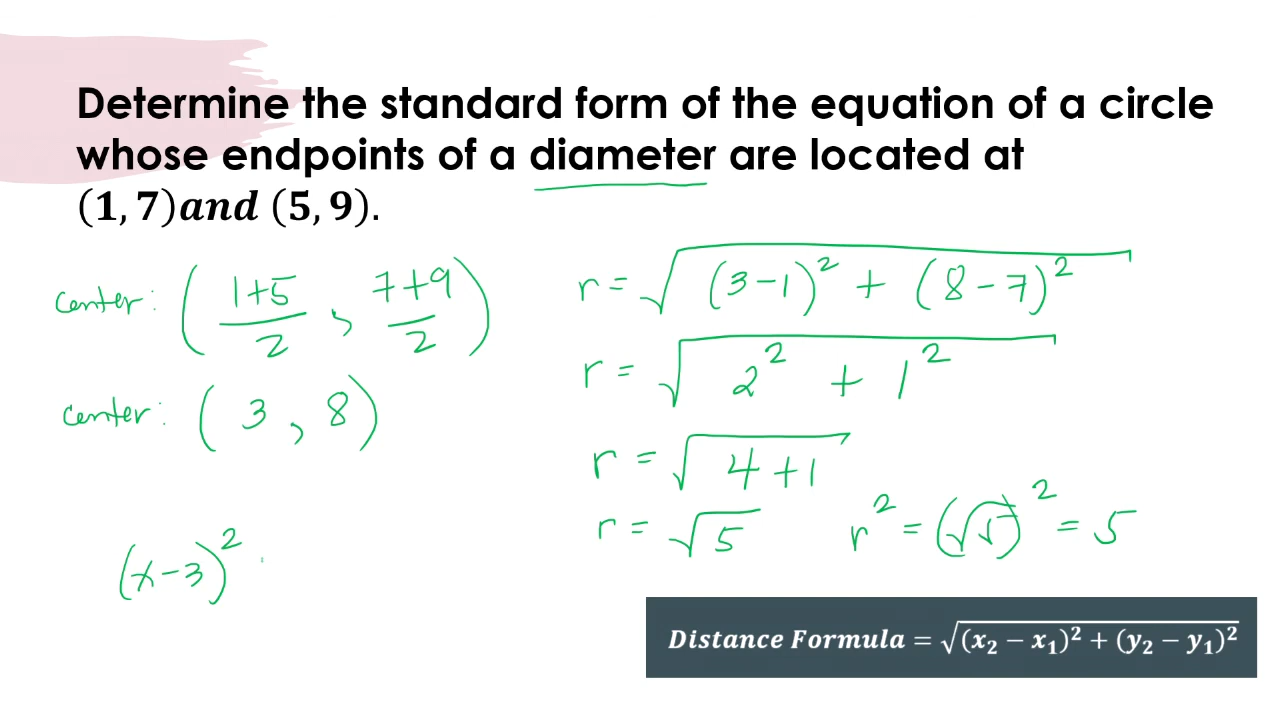 Determine the standard form of the equation of a circle
whose endpoints of a diameter are located at
(1,7)and (5,9).
center: ( 1+5/2 , 7+9/2 )
center: ( 3 , 8 )
(x-3)²
r = √(3-1)² + (8-7)²
r = √2² + 1²
r = √4+1
r = √5 r² = (√5)² = 5
Distance Formula = √(x₂ − x₁)² + (y₂ − y₁)²